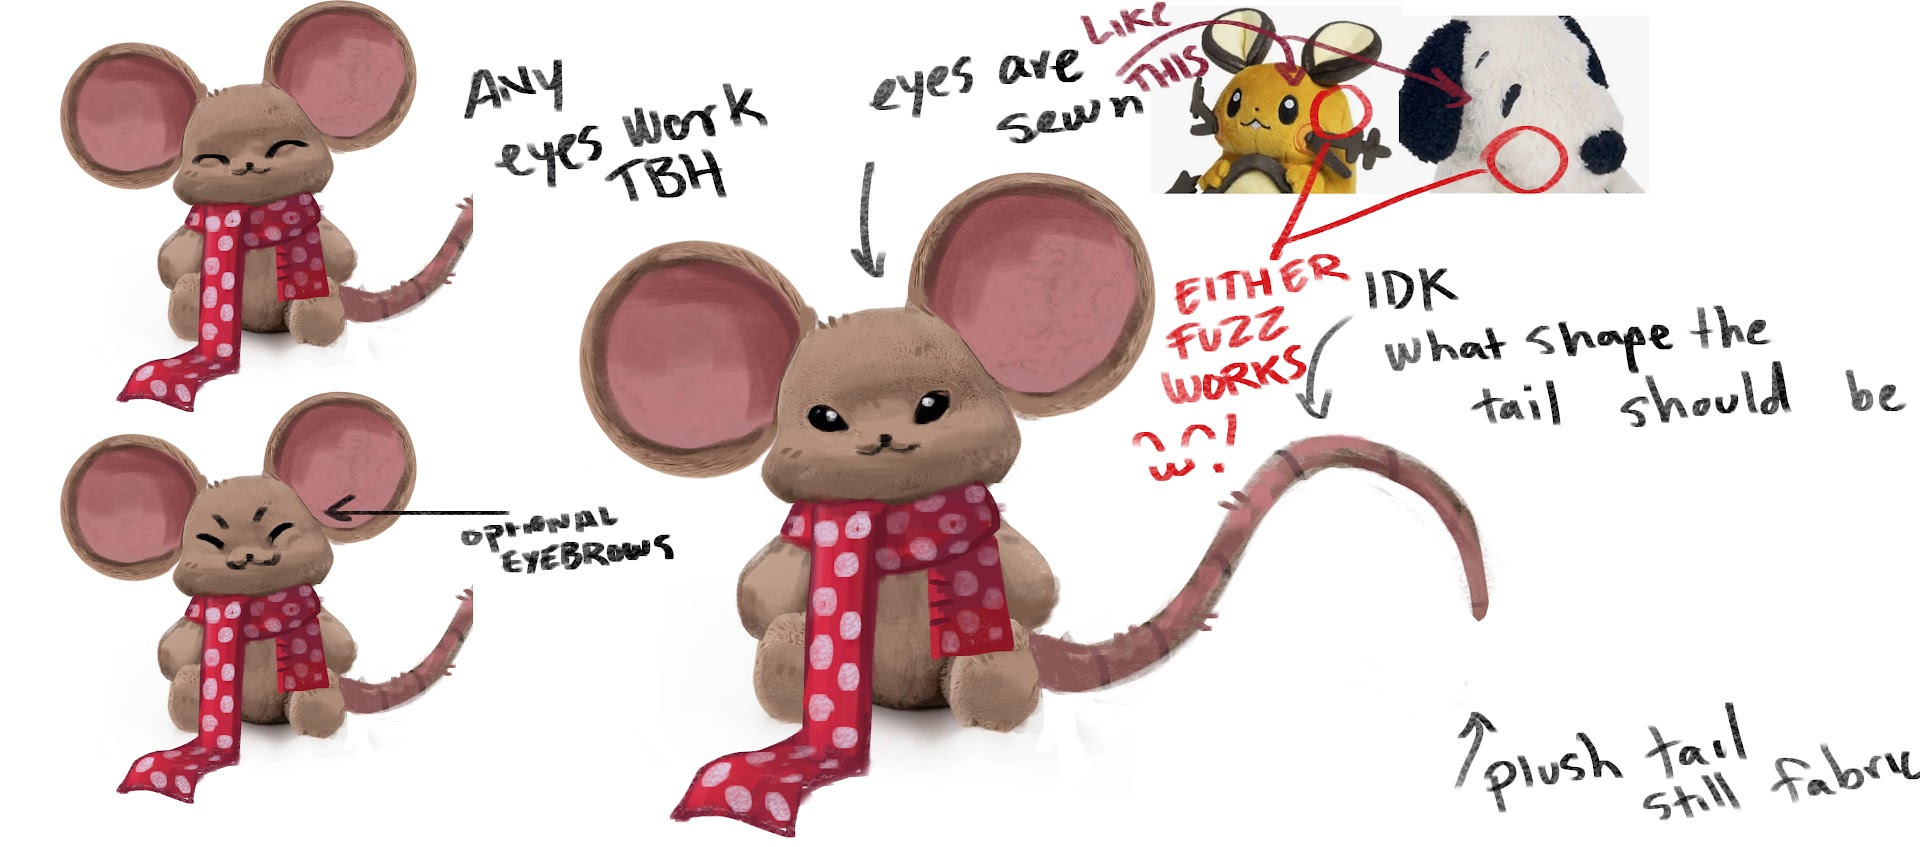 ANY
eyes work
TBH
eyes are
sewn
LIKE
THIS
EITHER
FUZZ
WORKS
!
IDK
what shape the
tail should be
OPTIONAL
EYEBROWS
plush tail
still fabric